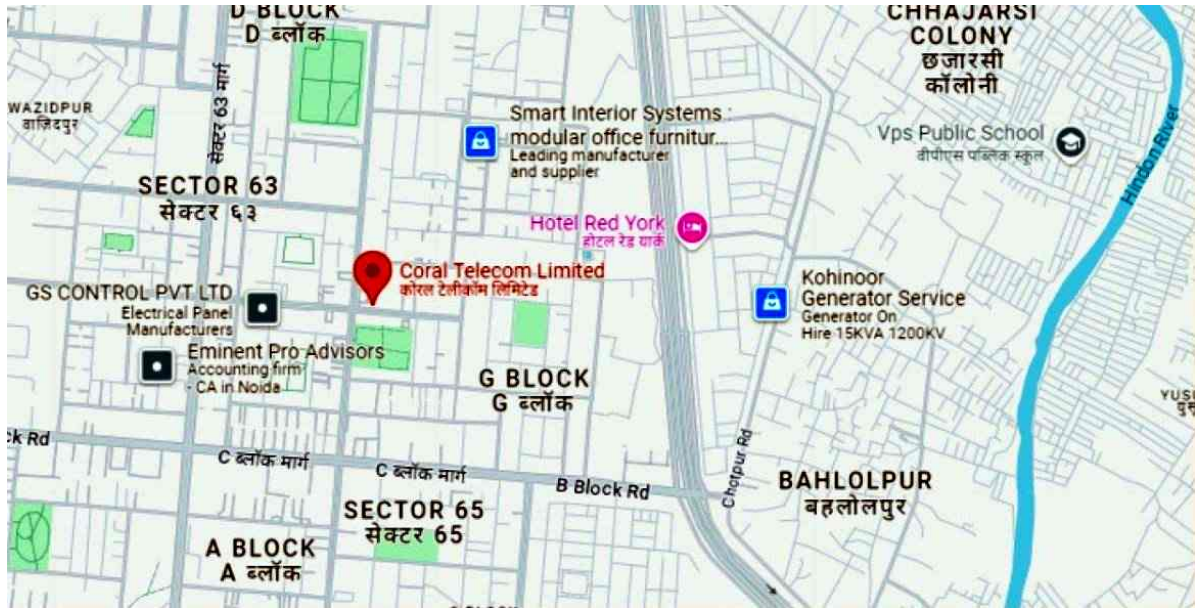 D BLOCK
D ब्लॉक
CHHAJARSI
COLONY
छजारसी
कॉलोनी
WAZIDPUR
वाज़िदपुर
सेक्टर 63 मार्ग
Smart Interior Systems :
modular office furnitur...
Leading manufacturer
and supplier
Vps Public School
वीपीएस पब्लिक स्कूल
Hindon River
SECTOR 63
सेक्टर ६३
Hotel Red York
होटल रेड यार्क
Coral Telecom Limited
कोरल टेलीकॉम लिमिटेड
GS CONTROL PVT LTD
Electrical Panel
Manufacturers
Kohinoor
Generator Service
Generator On
Hire 15KVA 1200KV
Eminent Pro Advisors
Accounting firm
- CA in Noida
G BLOCK
G ब्लॉक
YUSU
ck Rd
C ब्लॉक मार्ग
C ब्लॉक मार्ग
B Block Rd
Chotpur Rd
BAHLOLPUR
बहलोलपुर
SECTOR 65
सेक्टर 65
A BLOCK
A ब्लॉक